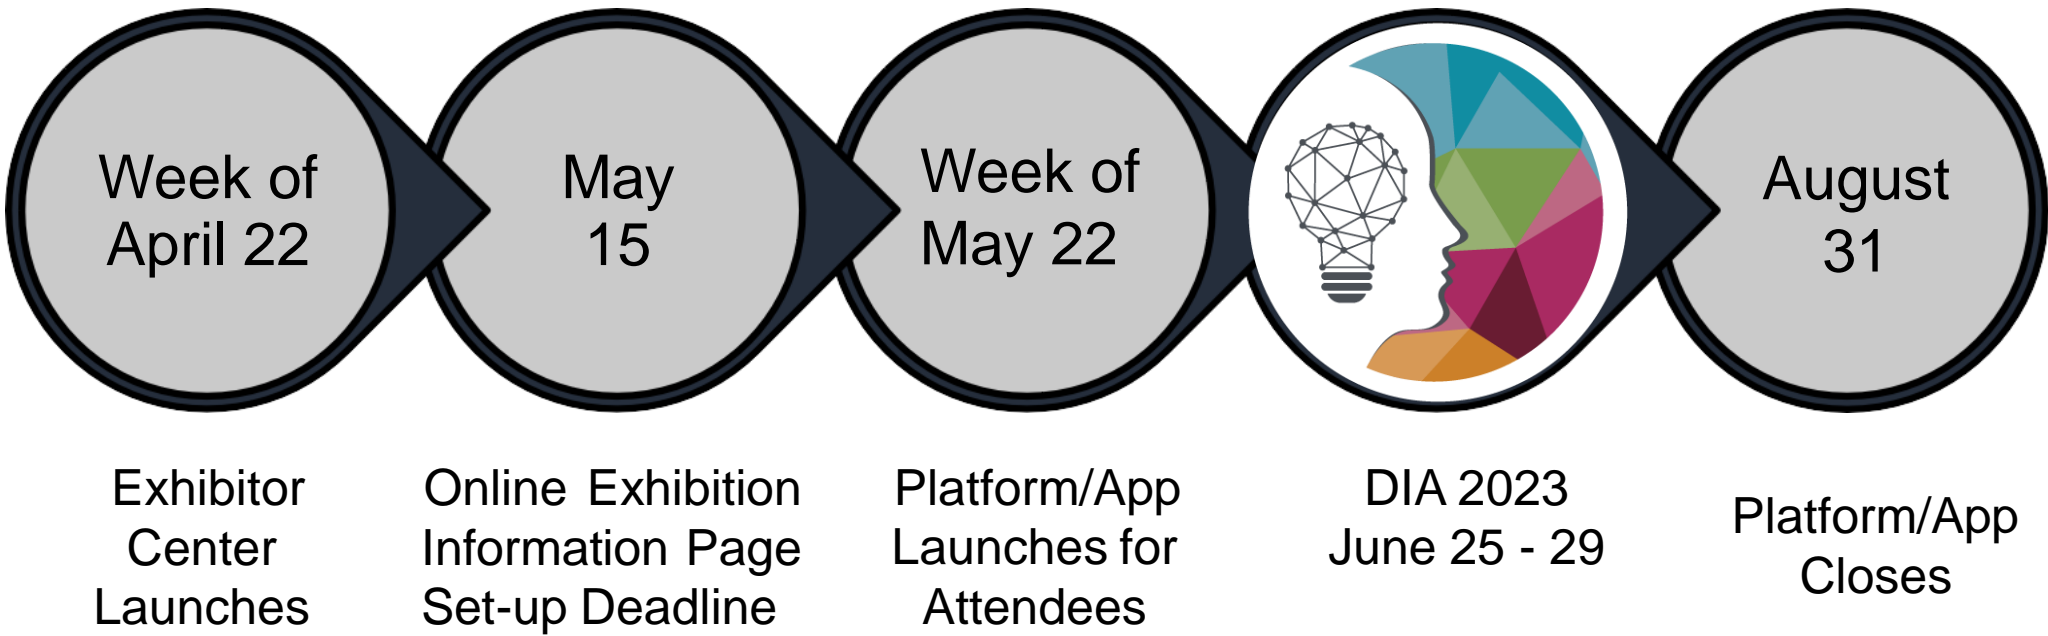 Week of
April 22
May
15
Week of
May 22
August
31
Exhibitor
Center
Launches
Online Exhibition
Information Page
Set-up Deadline
Platform/App
Launches for
Attendees
DIA 2023
June 25 - 29
Platform/App
Closes